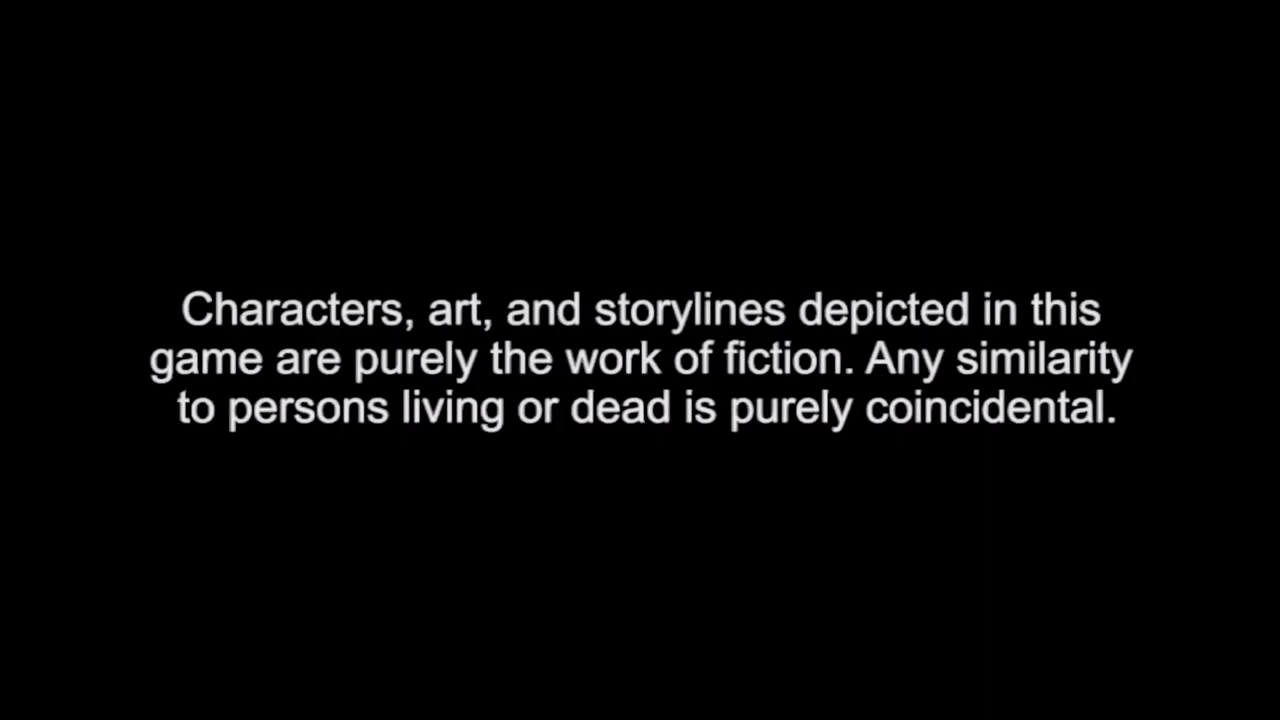 Characters, art, and storylines depicted in this
game are purely the work of fiction. Any similarity
to persons living or dead is purely coincidental.